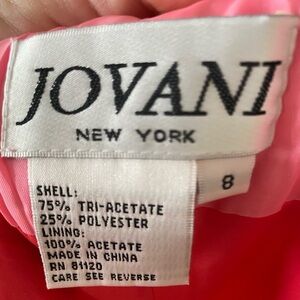 JOVANI
NEW YORK
8
SHELL:
75% TRI-ACETATE
25% POLYESTER
LINING:
100% ACETATE
MADE IN CHINA
RN 81120
CARE SEE REVERSE